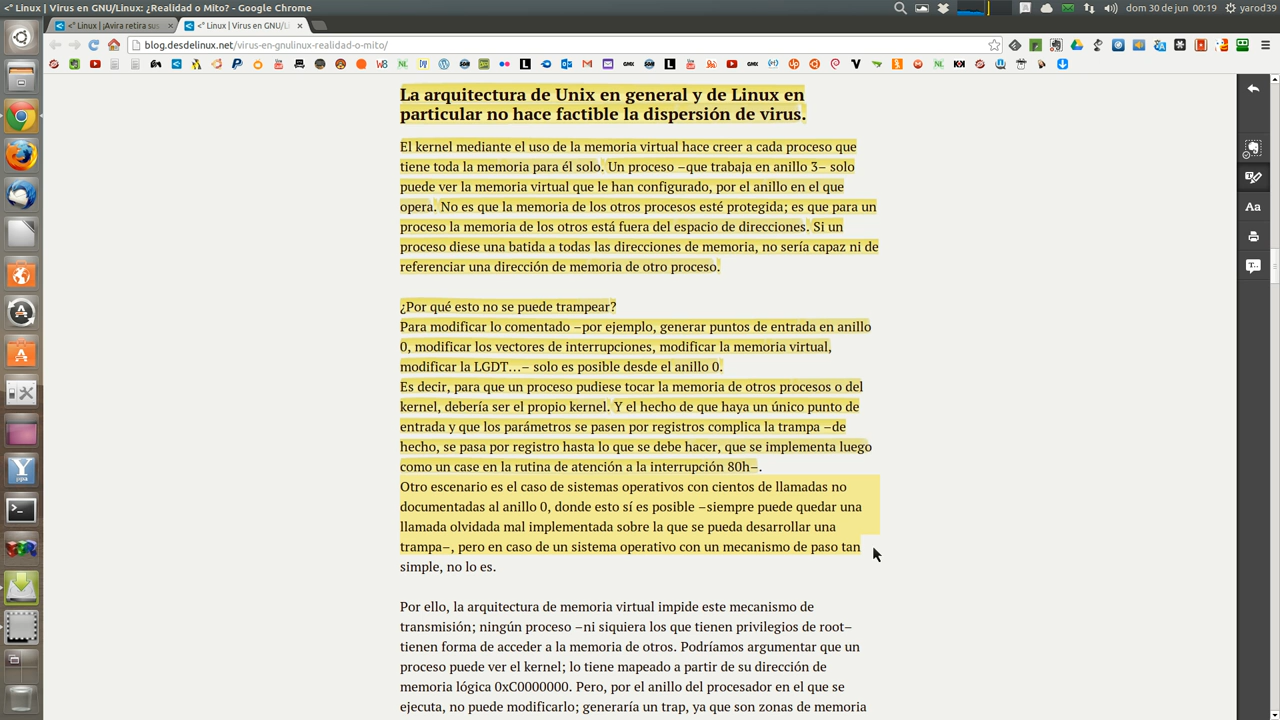 <" Linux | Virus en GNU/Linux: ¿Realidad o Mito? - Google Chrome
dom 30 de jun 00:19
yarod39
<" Linux | ¡Avira retira su
<" Linux | Virus en GNU/Li
blog.desdelinux.net/virus-en-gnulinux-realidad-o-mito/
La arquitectura de Unix en general y de Linux en
particular no hace factible la dispersión de virus.
El kernel mediante el uso de la memoria virtual hace creer a cada proceso que
tiene toda la memoria para él solo. Un proceso –que trabaja en anillo 3– solo
puede ver la memoria virtual que le han configurado, por el anillo en el que
opera. No es que la memoria de los otros procesos esté protegida; es que para un
proceso la memoria de los otros está fuera del espacio de direcciones. Si un
proceso diese una batida a todas las direcciones de memoria, no sería capaz ni de
referenciar una dirección de memoria de otro proceso.
¿Por qué esto no se puede trampear?
Para modificar lo comentado –por ejemplo, generar puntos de entrada en anillo
0, modificar los vectores de interrupciones, modificar la memoria virtual,
modificar la LGDT…– solo es posible desde el anillo 0.
Es decir, para que un proceso pudiese tocar la memoria de otros procesos o del
kernel, debería ser el propio kernel. Y el hecho de que haya un único punto de
entrada y que los parámetros se pasen por registros complica la trampa –de
hecho, se pasa por registro hasta lo que se debe hacer, que se implementa luego
como un case en la rutina de atención a la interrupción 80h–.
Otro escenario es el caso de sistemas operativos con cientos de llamadas no
documentadas al anillo 0, donde esto sí es posible –siempre puede quedar una
llamada olvidada mal implementada sobre la que se pueda desarrollar una
trampa–, pero en caso de un sistema operativo con un mecanismo de paso tan
simple, no lo es.
Por ello, la arquitectura de memoria virtual impide este mecanismo de
transmisión; ningún proceso –ni siquiera los que tienen privilegios de root–
tienen forma de acceder a la memoria de otros. Podríamos argumentar que un
proceso puede ver el kernel; lo tiene mapeado a partir de su dirección de
memoria lógica 0xC0000000. Pero, por el anillo del procesador en el que se
ejecuta, no puede modificarlo; generaría un trap, ya que son zonas de memoria
Aa